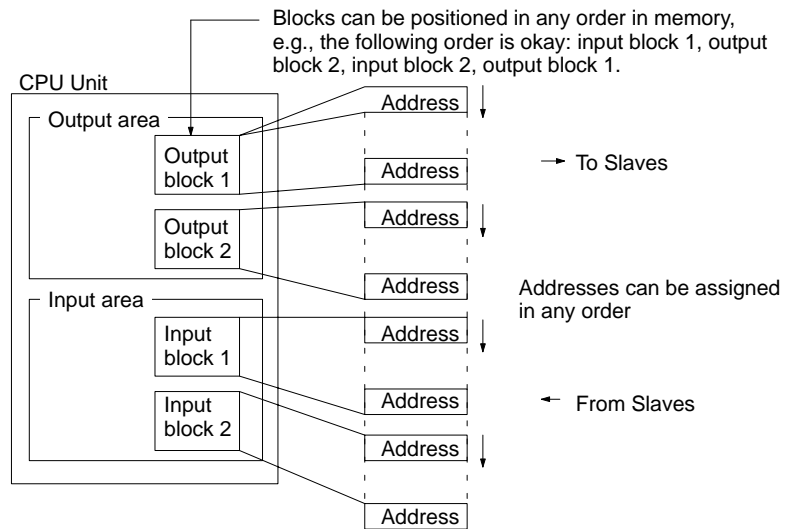 Blocks can be positioned in any order in memory,
e.g., the following order is okay: input block 1, output
block 2, input block 2, output block 1.
CPU Unit
Output area
Output
block 1
Output
block 2
Input area
Input
block 1
Input
block 2
Address
Address
Address
Address
Address
Address
Address
Address
To Slaves
Addresses can be assigned
in any order
From Slaves